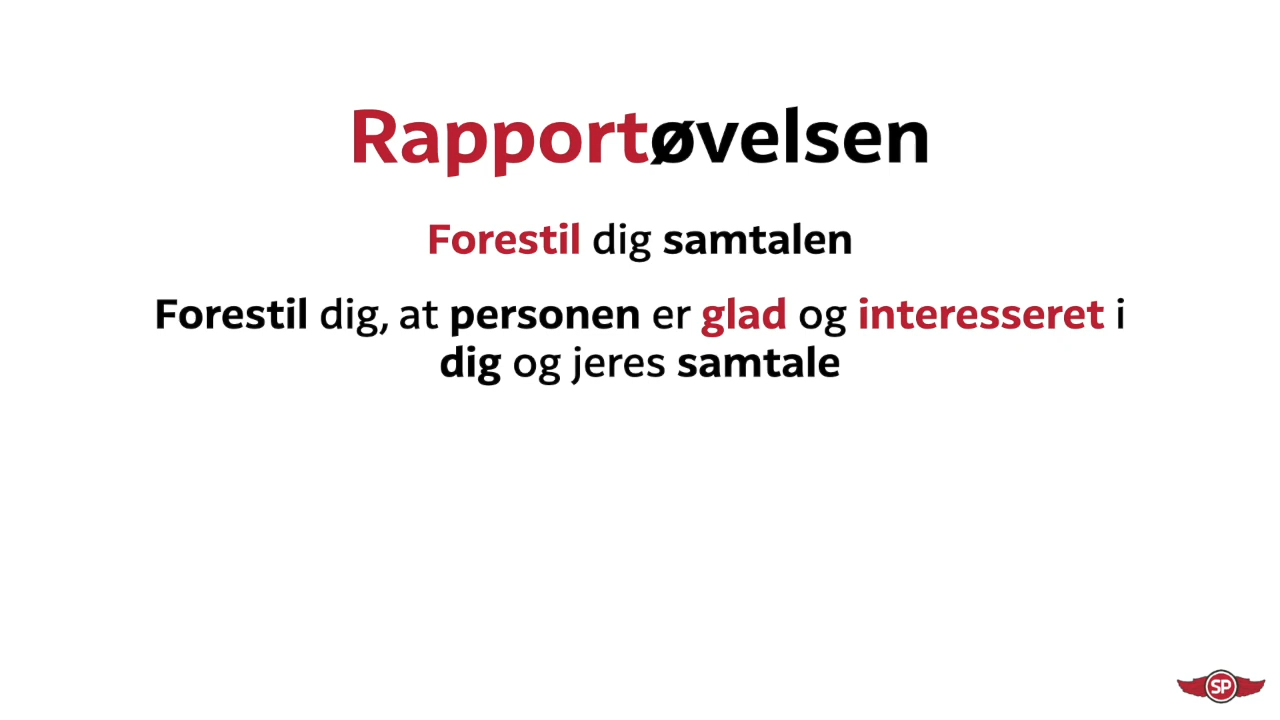 Rapportøvelsen
Forestil dig samtalen
Forestil dig, at personen er glad og interesseret i
dig og jeres samtale
SP